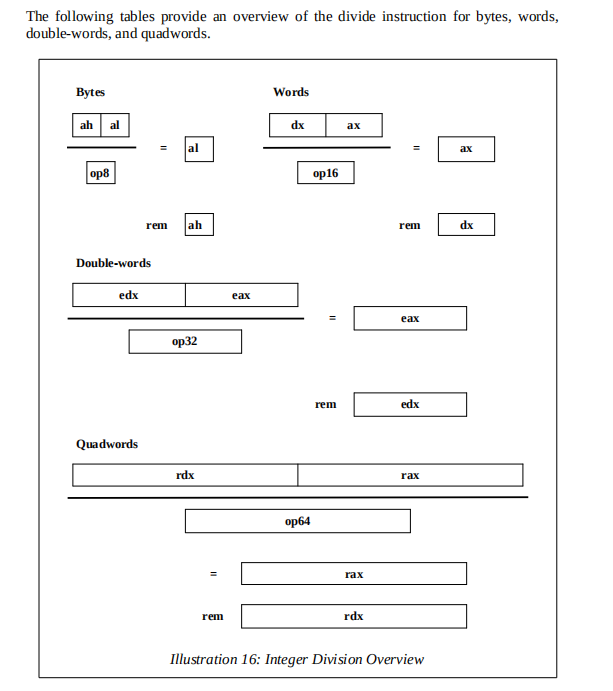 The following tables provide an overview of the divide instruction for bytes, words,
double-words, and quadwords.
Bytes
Words
ah al
dx ax
= al
= ax
op8
op16
rem ah
rem dx
Double-words
edx eax
= eax
op32
rem edx
Quadwords
rdx rax
op64
= rax
rem rdx
Illustration 16: Integer Division Overview